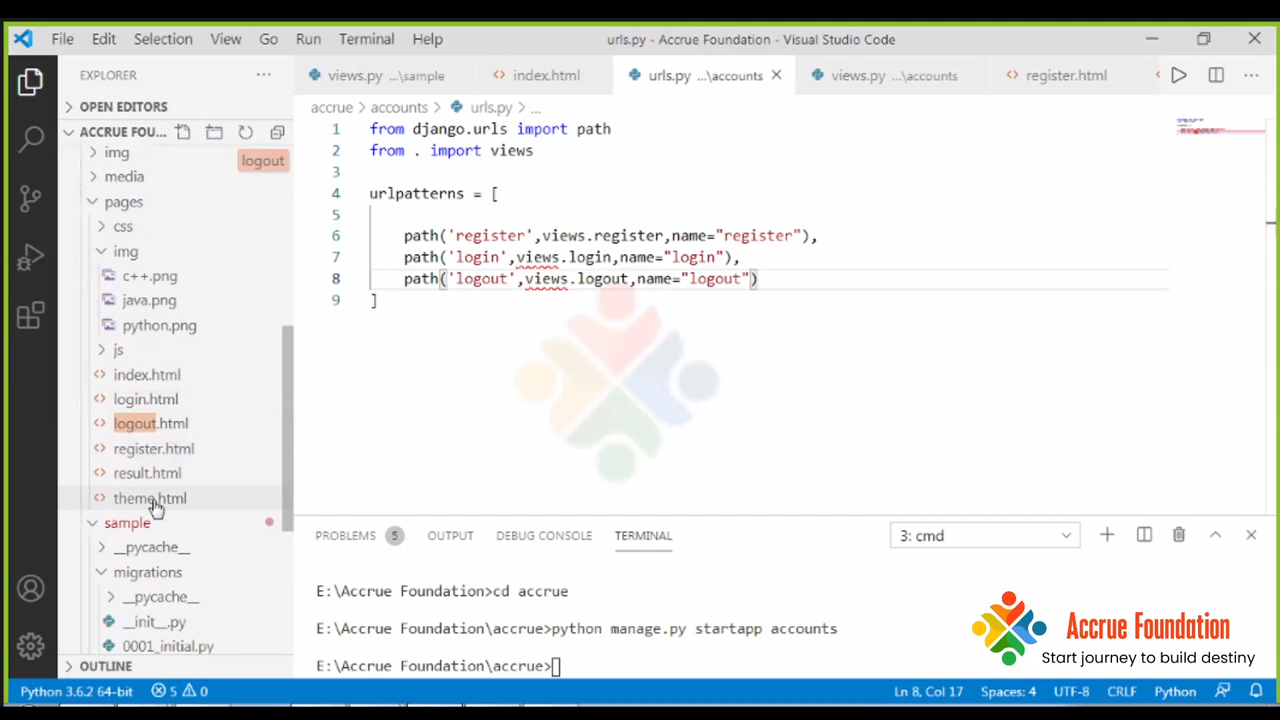 File Edit Selection View Go Run Terminal Help urls.py - Accrue Foundation - Visual Studio Code
EXPLORER ...
views.py ...\sample index.html urls.py ...\accounts views.py ...\accounts register.html
OPEN EDITORS
accrue > accounts > urls.py > ...
ACCRUE FOU...
logout
img
media
pages
css
img
c++.png
java.png
python.png
js
index.html
login.html
logout.html
register.html
result.html
theme.html
sample
__pycache__
migrations
__pycache__
__init__.py
0001_initial.py
OUTLINE
1 from django.urls import path
2 from . import views
3
4 urlpatterns = [
5
6 path('register',views.register,name="register"),
7 path('login',views.login,name="login"),
8 path('logout',views.logout,name="logout")
9 ]
PROBLEMS 5 OUTPUT DEBUG CONSOLE TERMINAL 3: cmd
E:\Accrue Foundation>cd accrue
E:\Accrue Foundation\accrue>python manage.py startapp accounts
E:\Accrue Foundation\accrue>
Accrue Foundation
Start journey to build destiny
Python 3.6.2 64-bit 5 0 Ln 8, Col 17 Spaces: 4 UTF-8 CRLF Python